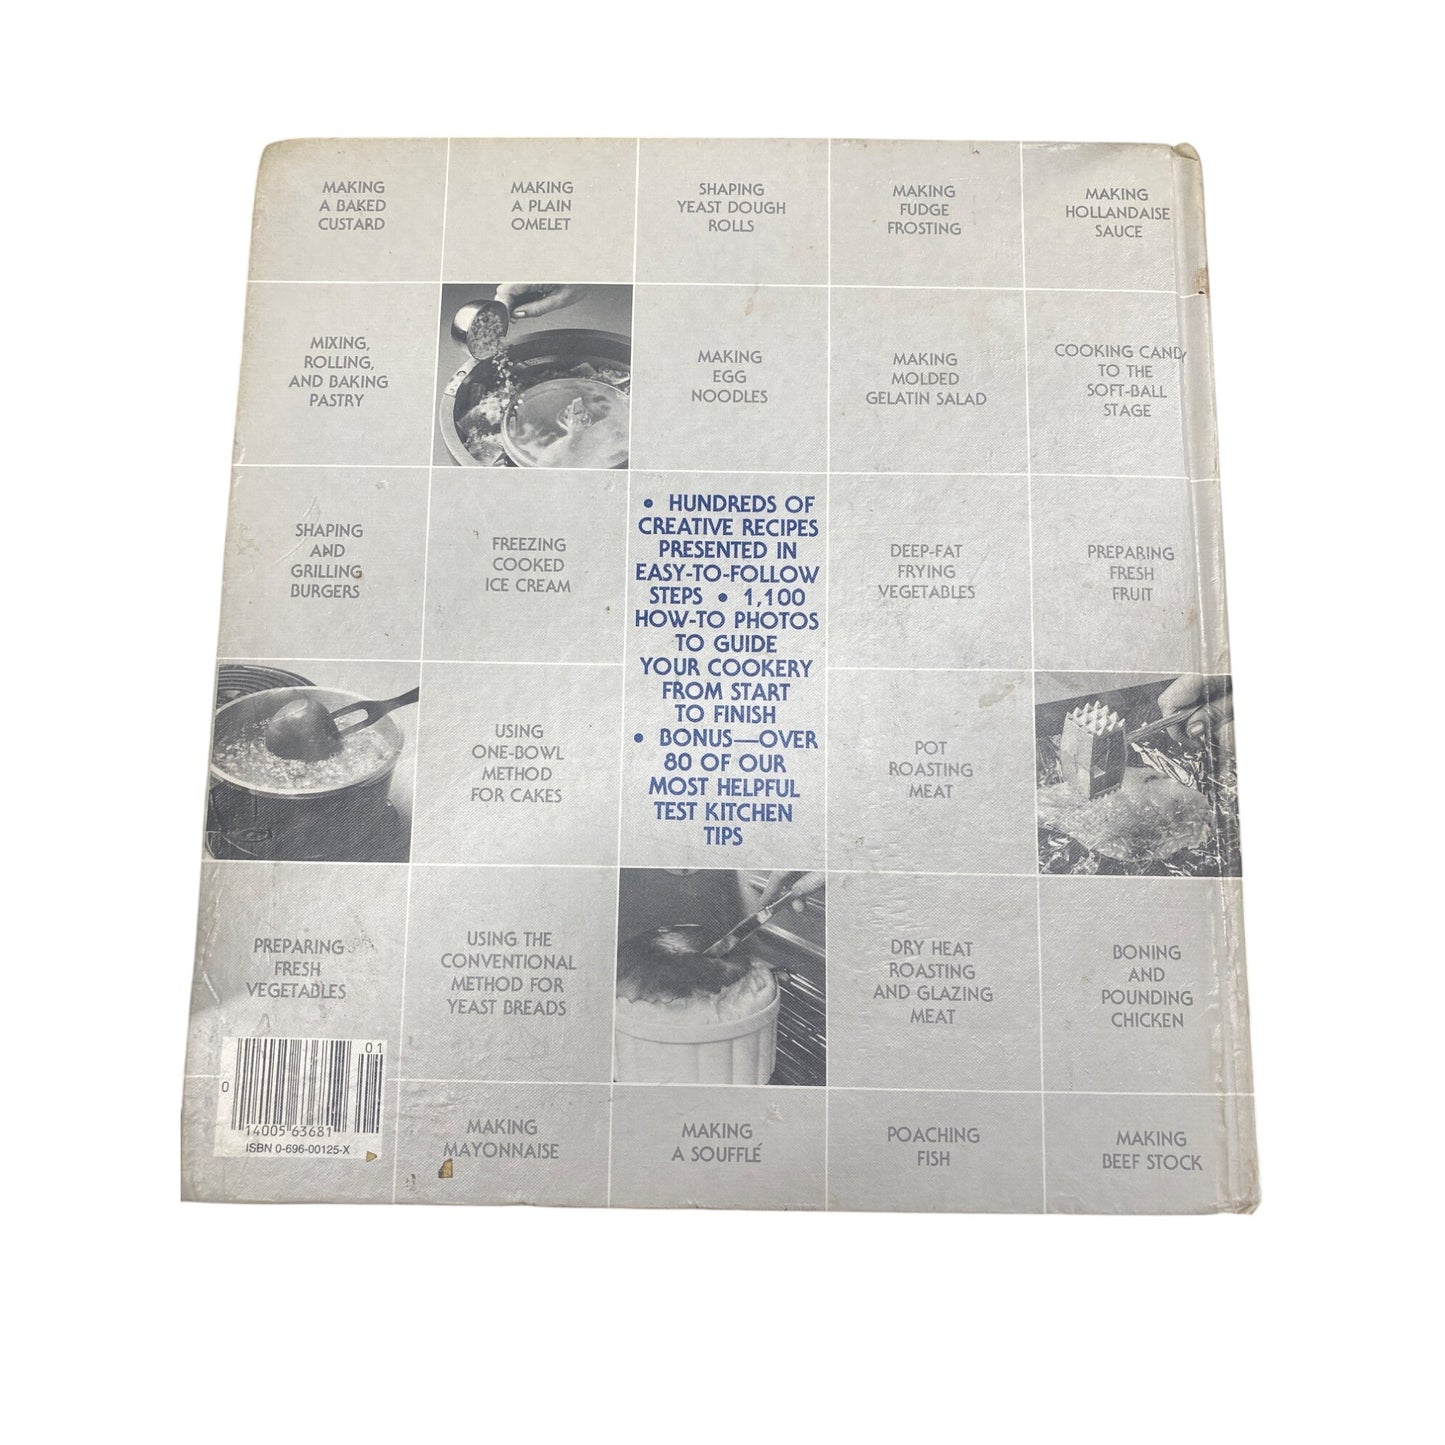 MAKING
A BAKED
CUSTARD
MAKING
A PLAIN
OMELET
SHAPING
YEAST DOUGH
ROLLS
MAKING
FUDGE
FROSTING
MAKING
HOLLANDAISE
SAUCE
MIXING,
ROLLING,
AND BAKING
PASTRY
MAKING
EGG
NOODLES
MAKING
MOLDED
GELATIN SALAD
COOKING CANDY
TO THE
SOFT-BALL
STAGE
SHAPING
AND
GRILLING
BURGERS
FREEZING
COOKED
ICE CREAM
• HUNDREDS OF
CREATIVE RECIPES
PRESENTED IN
EASY-TO-FOLLOW
STEPS • 1,100
HOW-TO PHOTOS
TO GUIDE
YOUR COOKERY
FROM START
TO FINISH
• BONUS—OVER
80 OF OUR
MOST HELPFUL
TEST KITCHEN
TIPS
DEEP-FAT
FRYING
VEGETABLES
PREPARING
FRESH
FRUIT
USING
ONE-BOWL
METHOD
FOR CAKES
POT
ROASTING
MEAT
PREPARING
FRESH
VEGETABLES
USING THE
CONVENTIONAL
METHOD FOR
YEAST BREADS
DRY HEAT
ROASTING
AND GLAZING
MEAT
BONING
AND
POUNDING
CHICKEN
01
0
14005 63681
ISBN 0-696-00125-X
MAKING
MAYONNAISE
MAKING
A SOUFFLÉ
POACHING
FISH
MAKING
BEEF STOCK